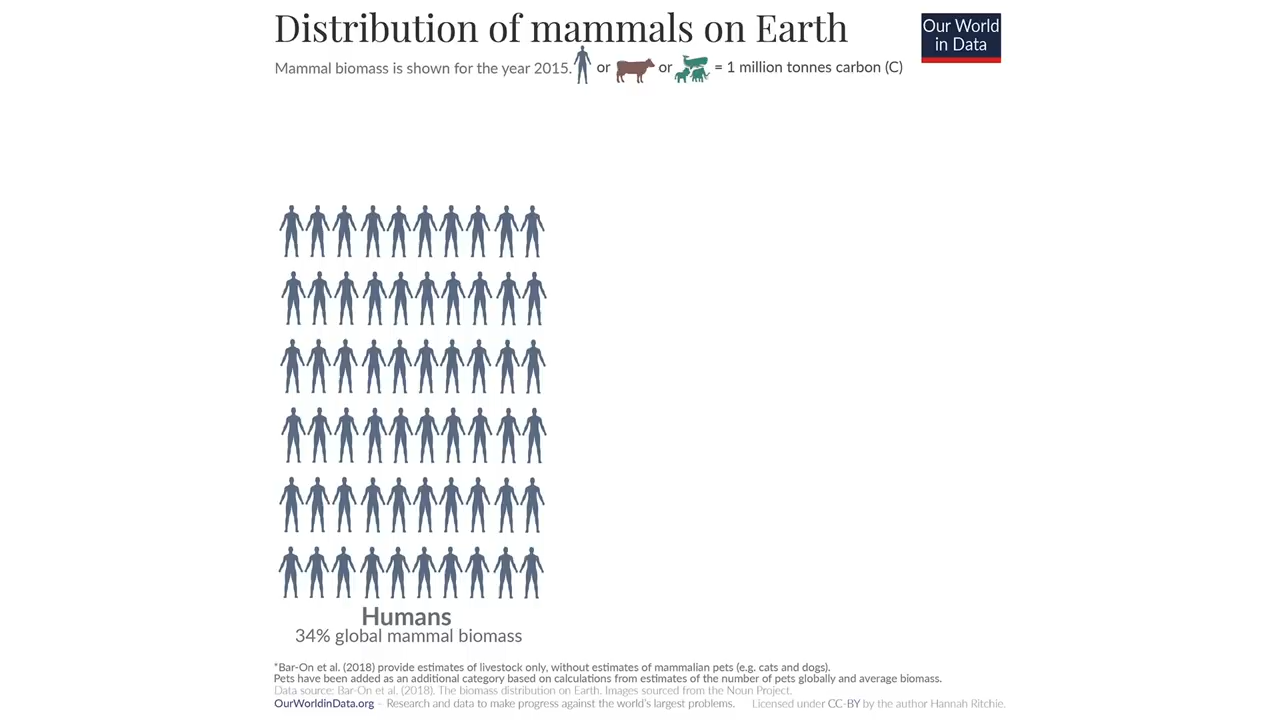 Distribution of mammals on Earth
Our World
in Data
Mammal biomass is shown for the year 2015. or or = 1 million tonnes carbon (C)
Humans
34% global mammal biomass
*Bar-On et al. (2018) provide estimates of livestock only, without estimates of mammalian pets (e.g. cats and dogs).
Pets have been added as an additional category based on calculations from estimates of the number of pets globally and average biomass.
Data source: Bar-On et al. (2018). The biomass distribution on Earth. Images sourced from the Noun Project.
OurWorldinData.org – Research and data to make progress against the world's largest problems. Licensed under CC-BY by the author Hannah Ritchie.